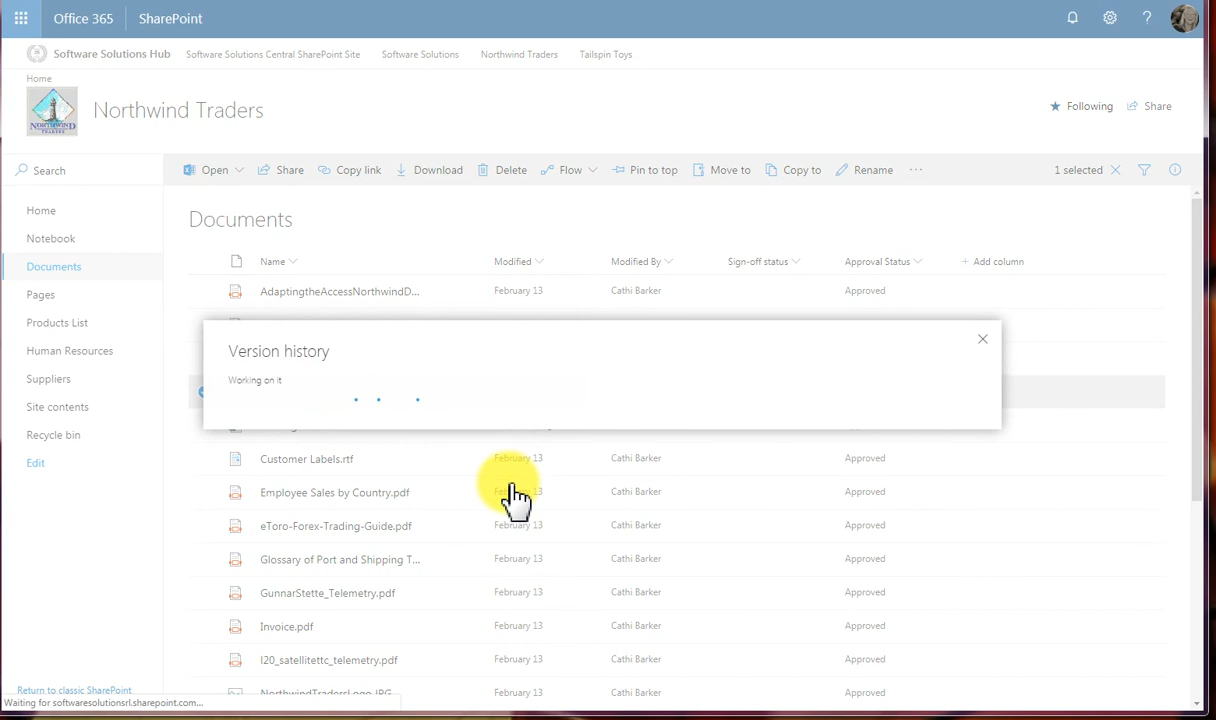 Office 365 SharePoint
Software Solutions Hub Software Solutions Central SharePoint Site Software Solutions Northwind Traders Tailspin Toys
Home
Northwind Traders
Following Share
NORTHWIND
TRADERS
Search
Open Share Copy link Download Delete Flow Pin to top Move to Copy to Rename ... 1 selected
Home
Notebook
Documents
Pages
Products List
Human Resources
Suppliers
Site contents
Recycle bin
Edit
Return to classic SharePoint
Documents
Name Modified Modified By Sign-off status Approval Status + Add column
AdaptingtheAccessNorthwindD... February 13 Cathi Barker Approved
Version history
Working on it
Customer Labels.rtf February 13 Cathi Barker Approved
Employee Sales by Country.pdf February 13 Cathi Barker Approved
eToro-Forex-Trading-Guide.pdf February 13 Cathi Barker Approved
Glossary of Port and Shipping T... February 13 Cathi Barker Approved
GunnarStette_Telemetry.pdf February 13 Cathi Barker Approved
Invoice.pdf February 13 Cathi Barker Approved
I20_satellitettc_telemetry.pdf February 13 Cathi Barker Approved
NorthwindTradersLogo.JPG February 13 Cathi Barker Approved
Waiting for softwaresolutionsrl.sharepoint.com...